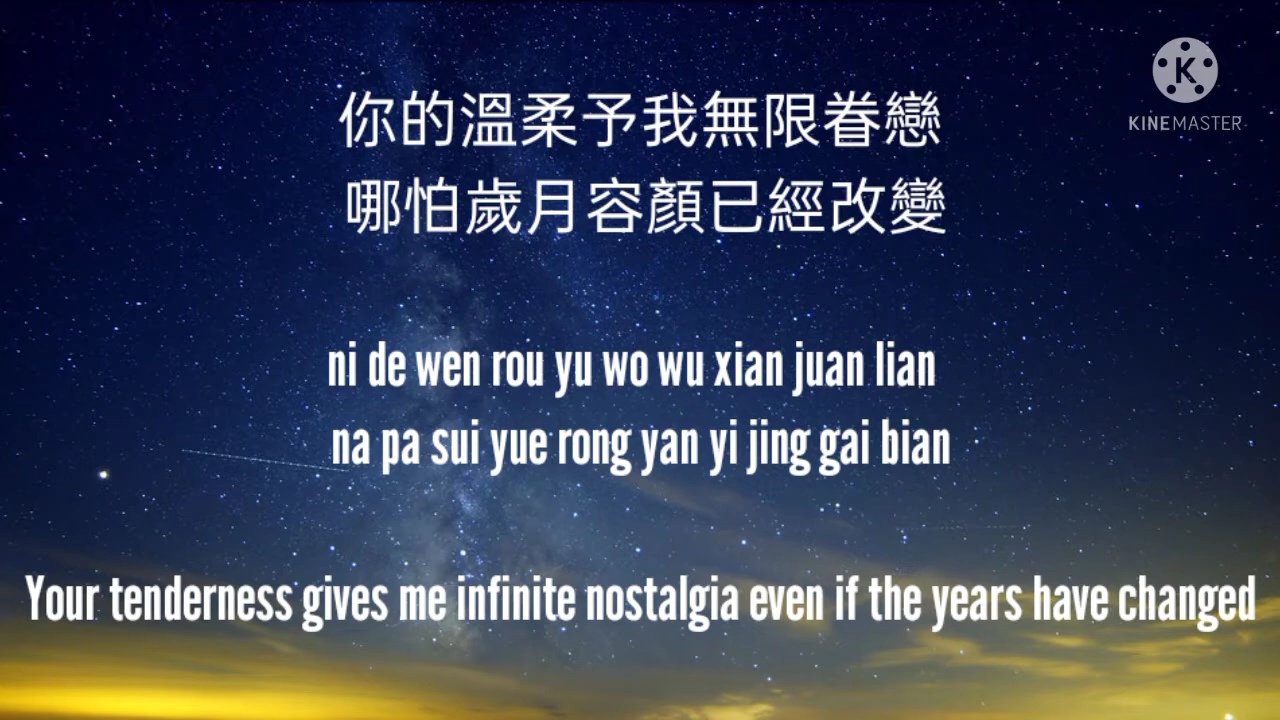 K
KINEMASTER
你的溫柔予我無限眷戀
哪怕歲月容顏已經改變
ni de wen rou yu wo wu xian juan lian
na pa sui yue rong yan yi jing gai bian
Your tenderness gives me infinite nostalgia even if the years have changed